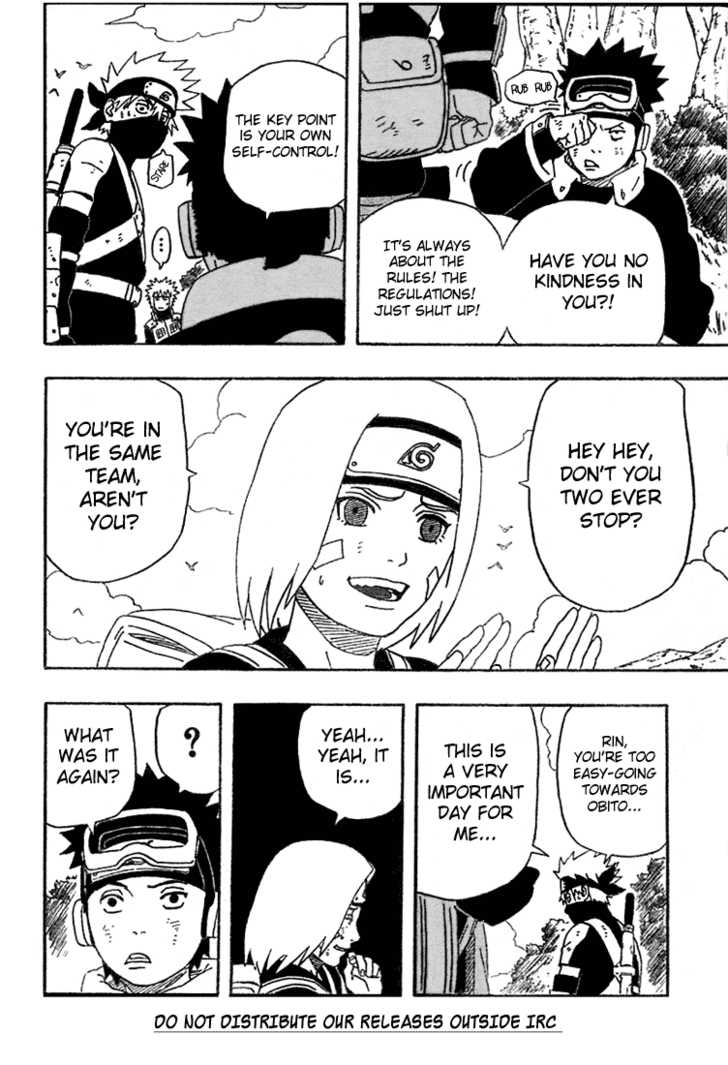 RUB RUB
HAVE YOU NO
KINDNESS IN
YOU?!
IT'S ALWAYS
ABOUT THE
RULES! THE
REGULATIONS!
JUST SHUT UP!
THE KEY POINT
IS YOUR OWN
SELF-CONTROL!
STARE
...
HEY HEY,
DON'T YOU
TWO EVER
STOP?
YOU'RE IN
THE SAME
TEAM,
AREN'T
YOU?
RIN,
YOU'RE TOO
EASY-GOING
TOWARDS
OBITO...
THIS IS
A VERY
IMPORTANT
DAY FOR
ME...
YEAH...
YEAH, IT
IS...
?
WHAT
WAS IT
AGAIN?
DO NOT DISTRIBUTE OUR RELEASES OUTSIDE IRC